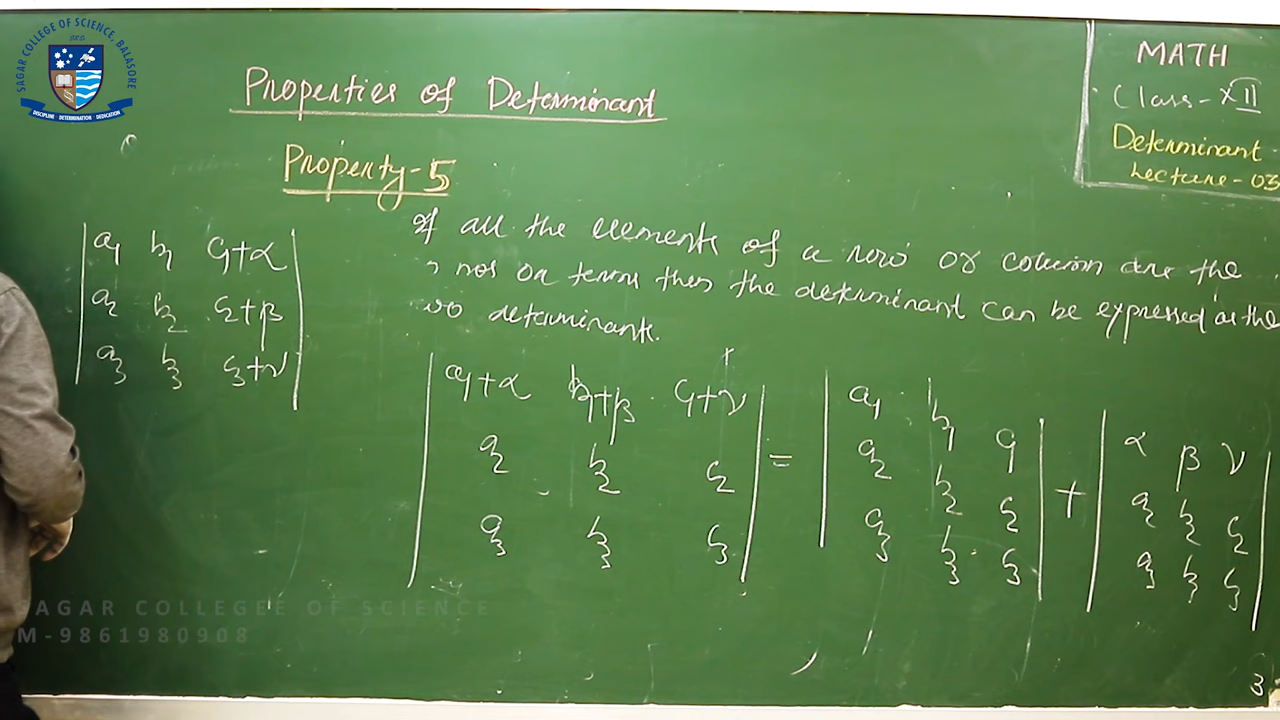 SAGAR COLLEGE OF SCIENCE, BALASORE
DISCIPLINE DETERMINATION DEDICATION
MATH
Class - XII
Determinant
Lecture - 03
Properties of Determinant
Property - 5
If all the elements of a row or column are the
or terms then the determinant can be expressed as the
determinants.
a₁ b₁ c₁+α
a₂ b₂ c₂+β
a₃ b₃ c₃+γ
a₁+α b₁+β c₁+γ
a₂ b₂ c₂
a₃ b₃ c₃
=
a₁ b₁ c₁
a₂ b₂ c₂
a₃ b₃ c₃
+
α β γ
a₂ b₂ c₂
a₃ b₃ c₃
SAGAR COLLEGEE OF SCIENCE
M-9861980908
3